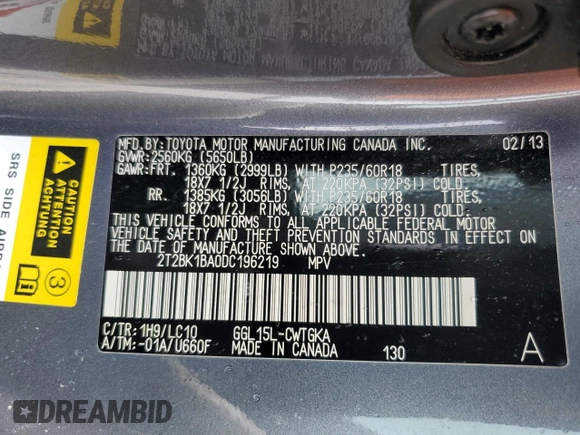 MFD.BY:TOYOTA MOTOR MANUFACTURING CANADA INC. 02/13
GVWR:2560KG (5650LB)
GAWR:FRT. 1360KG (2999LB) WITH P235/60R18 TIRES,
18X7 1/2J RIMS, AT 220KPA (32PSI) COLD.
RR. 1385KG (3056LB) WITH P235/60R18 TIRES,
18X7 1/2J RIMS, AT 220KPA (32PSI) COLD.
THIS VEHICLE CONFORMS TO ALL APPLICABLE FEDERAL MOTOR
VEHICLE SAFETY AND THEFT PREVENTION STANDARDS IN EFFECT ON
THE DATE OF MANUFACTURE SHOWN ABOVE.
2T2BK1BA0DC196219 MPV
C/TR:1H9/LC10 GGL15L-CWTGKA
A/TM:-01A/U660F MADE IN CANADA 130 A
SRS SIDE AIRBA
CAUTION
ATTENTION
ACHTUNG
3
DREAMBID